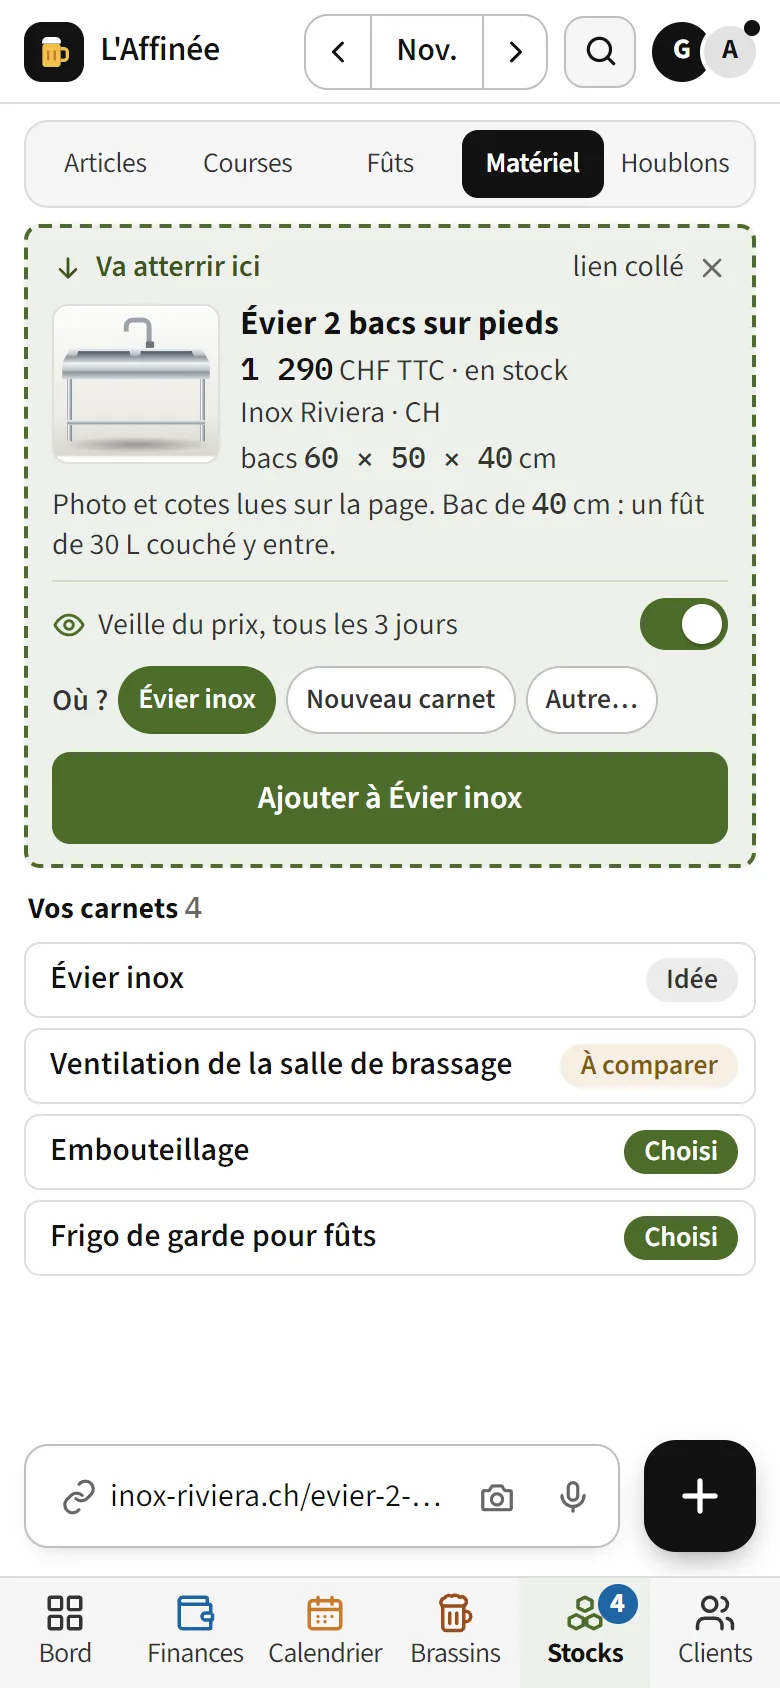 L'Affinée
Nov.
G
A
Articles
Courses
Fûts
Matériel
Houblons
Va atterrir ici
lien collé
Évier 2 bacs sur pieds
1 290 CHF TTC · en stock
Inox Riviera · CH
bacs 60 × 50 × 40 cm
Photo et cotes lues sur la page. Bac de 40 cm : un fût
de 30 L couché y entre.
Veille du prix, tous les 3 jours
Où ?
Évier inox
Nouveau carnet
Autre…
Ajouter à Évier inox
Vos carnets 4
Évier inox
Idée
Ventilation de la salle de brassage
À comparer
Embouteillage
Choisi
Frigo de garde pour fûts
Choisi
inox-riviera.ch/evier-2-…
Bord
Finances
Calendrier
Brassins
4
Stocks
Clients